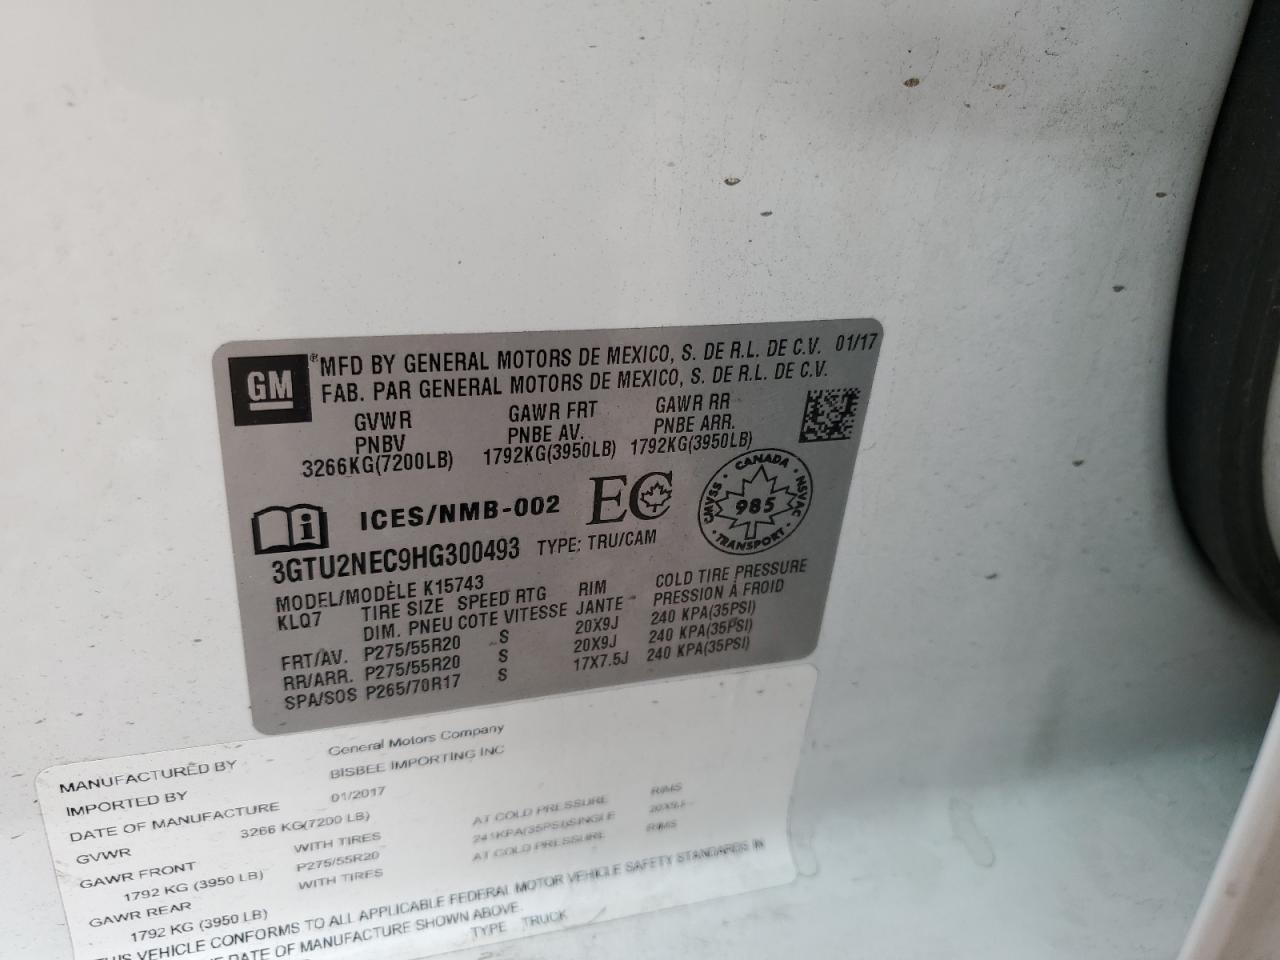 GM ® MFD BY GENERAL MOTORS DE MEXICO, S. DE R.L. DE C.V. 01/17
FAB. PAR GENERAL MOTORS DE MEXICO, S. DE R.L. DE C.V.
GVWR GAWR FRT GAWR RR
PNBV PNBE AV. PNBE ARR.
3266KG(7200LB) 1792KG(3950LB) 1792KG(3950LB)
i ICES/NMB-002 EC
CANADA
CMVSS 985 NSVAC
TRANSPORT
3GTU2NEC9HG300493 TYPE: TRU/CAM
MODEL/MODÈLE K15743
KLQ7 TIRE SIZE SPEED RTG RIM COLD TIRE PRESSURE
DIM. PNEU COTE VITESSE JANTE PRESSION À FROID
FRT/AV. P275/55R20 S 20X9J 240 KPA(35PSI)
RR/ARR. P275/55R20 S 20X9J 240 KPA(35PSI)
SPA/SOS P265/70R17 S 17X7.5J 240 KPA(35PSI)
MANUFACTURED BY General Motors Company
IMPORTED BY BISBEE IMPORTING INC
DATE OF MANUFACTURE 01/2017
GVWR 3266 KG(7200 LB)
GAWR FRONT WITH TIRES AT COLD PRESSURE RIMS
1792 KG (3950 LB) P275/55R20 241KPA(35PSI)SINGLE
GAWR REAR WITH TIRES AT COLD PRESSURE RIMS
1792 KG (3950 LB)
THIS VEHICLE CONFORMS TO ALL APPLICABLE FEDERAL MOTOR VEHICLE SAFETY STANDARDS IN
DATE OF MANUFACTURE SHOWN ABOVE.
TYPE TRUCK